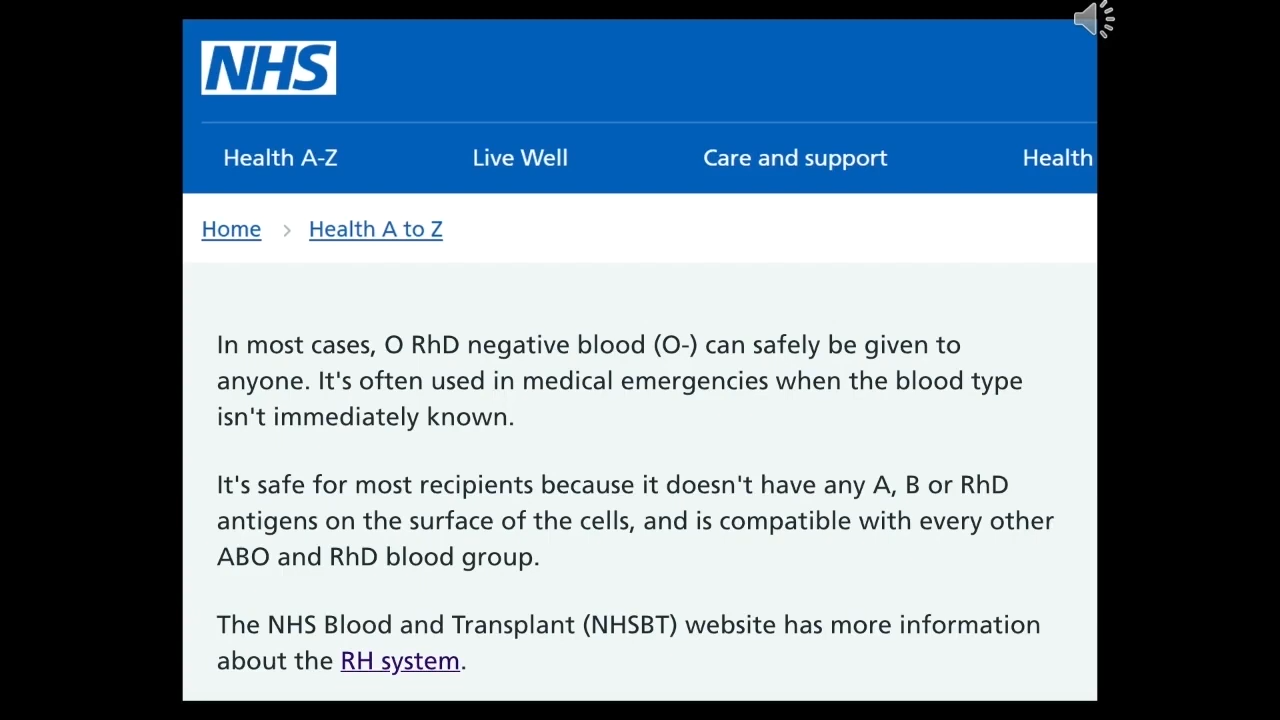 NHS
Health A-Z Live Well Care and support Health
Home > Health A to Z
In most cases, O RhD negative blood (O-) can safely be given to
anyone. It's often used in medical emergencies when the blood type
isn't immediately known.
It's safe for most recipients because it doesn't have any A, B or RhD
antigens on the surface of the cells, and is compatible with every other
ABO and RhD blood group.
The NHS Blood and Transplant (NHSBT) website has more information
about the RH system.